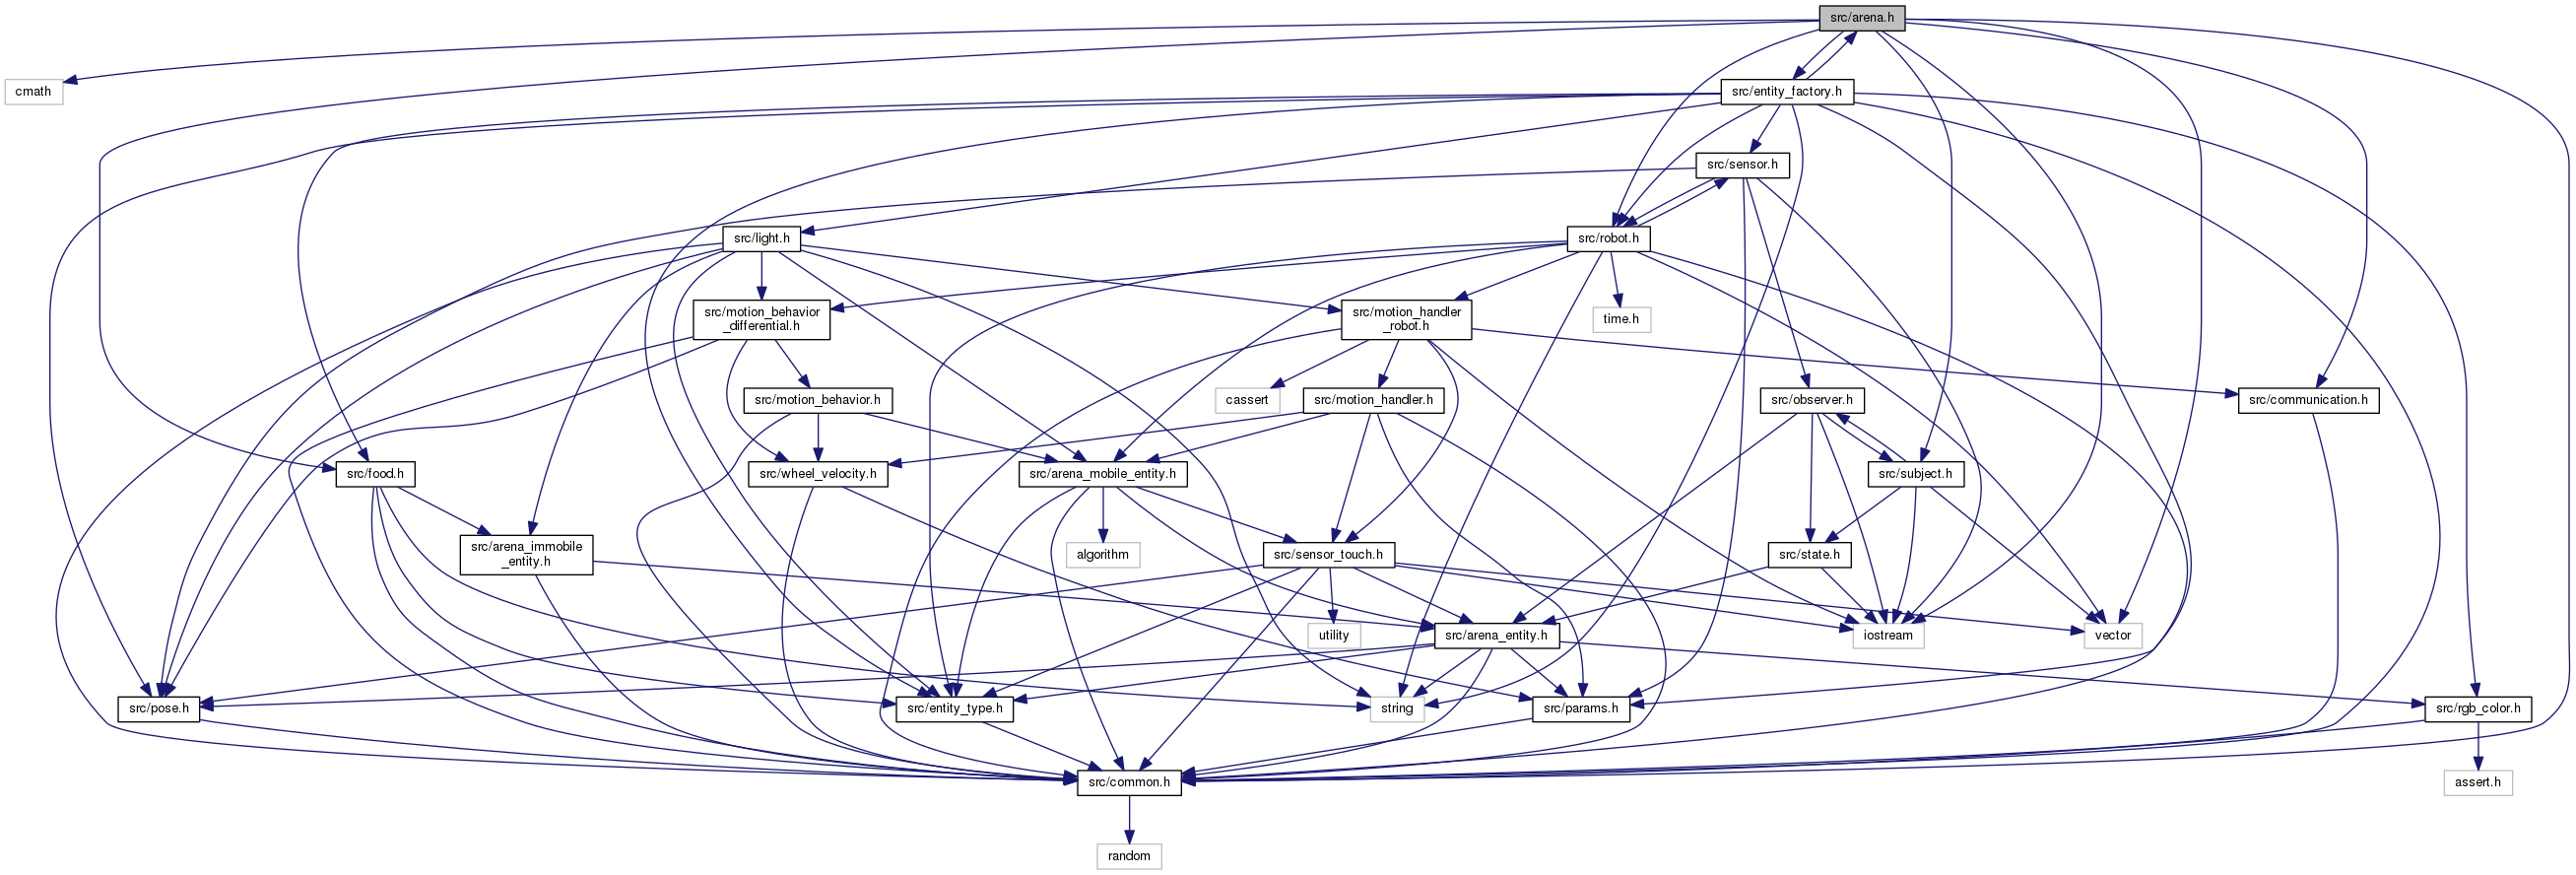 src/arena.h
cmath
src/entity_factory.h
src/sensor.h
src/light.h
src/robot.h
src/motion_behavior
_differential.h
src/motion_handler
_robot.h
time.h
src/motion_behavior.h
cassert
src/motion_handler.h
src/observer.h
src/communication.h
src/food.h
src/wheel_velocity.h
src/arena_mobile_entity.h
src/subject.h
src/arena_immobile
_entity.h
algorithm
src/sensor_touch.h
src/state.h
utility
src/arena_entity.h
iostream
vector
src/pose.h
src/entity_type.h
string
src/params.h
src/rgb_color.h
src/common.h
assert.h
random